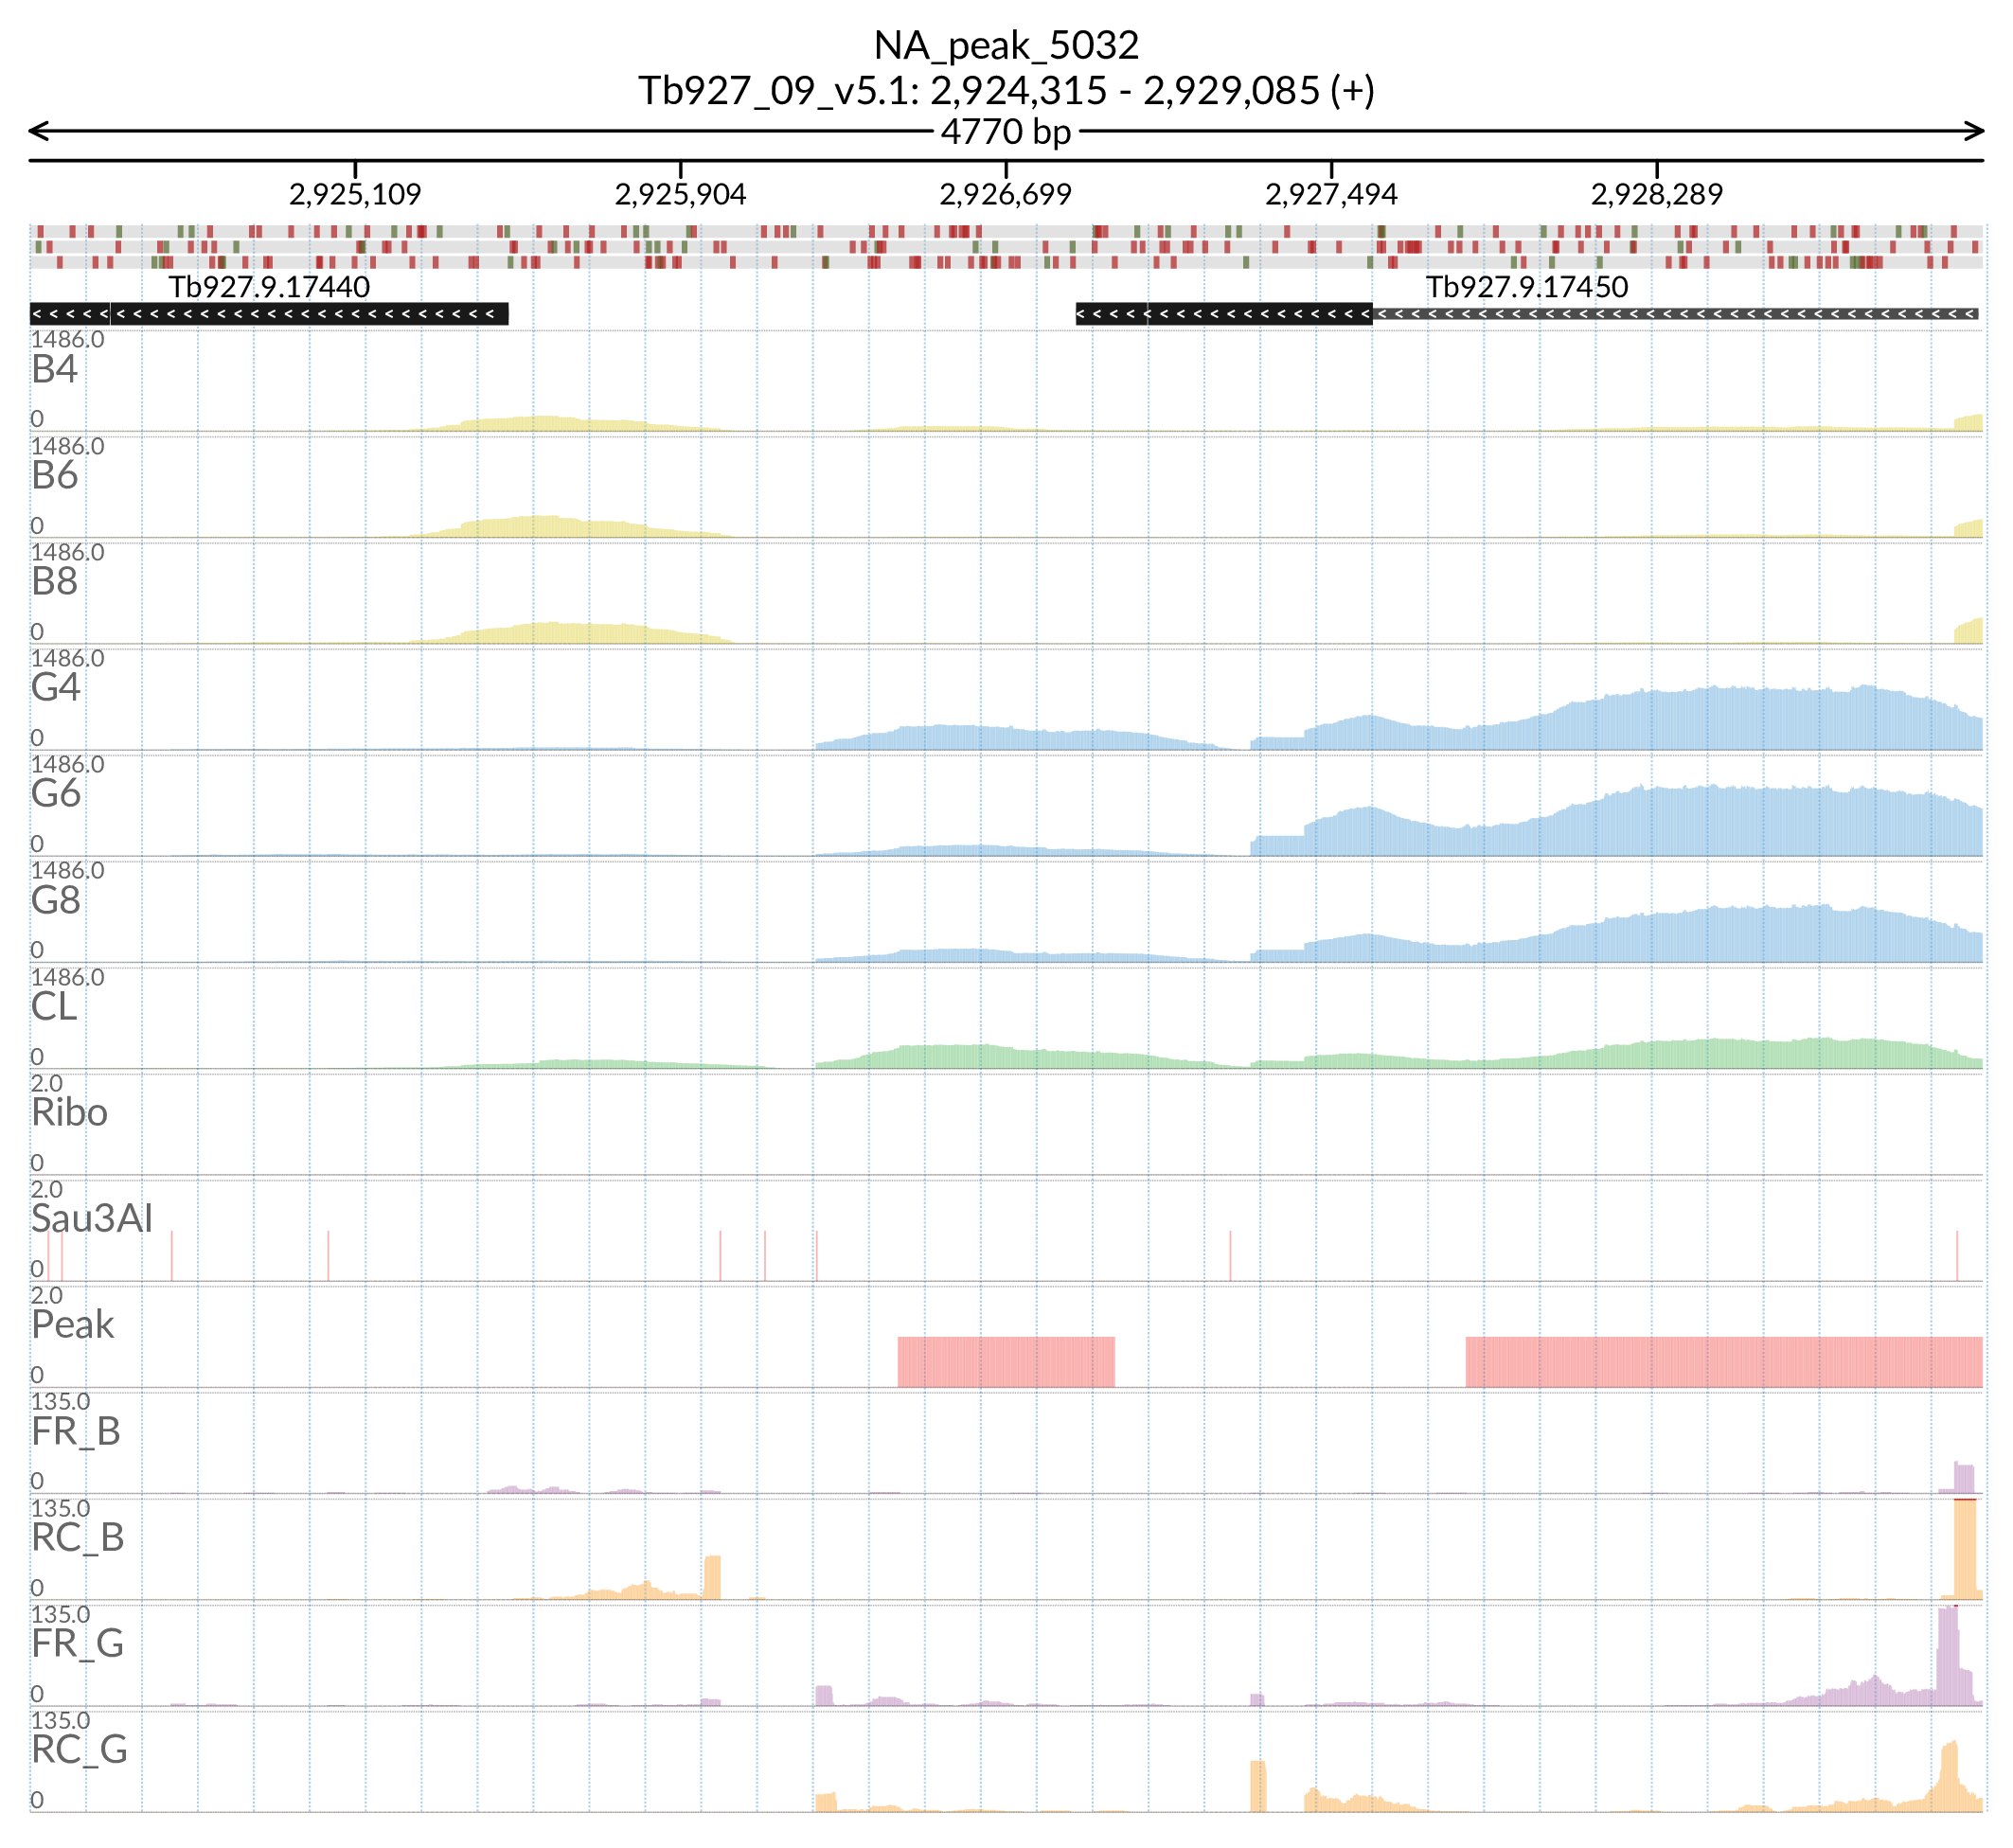 NA_peak_5032
Tb927_09_v5.1: 2,924,315 - 2,929,085 (+)
4770 bp
2,925,109 2,925,904 2,926,699 2,927,494 2,928,289
Tb927.9.17440 Tb927.9.17450
1486.0
B4
0
1486.0
B6
0
1486.0
B8
0
1486.0
G4
0
1486.0
G6
0
1486.0
G8
0
1486.0
CL
0
2.0
Ribo
0
2.0
Sau3AI
0
2.0
Peak
0
135.0
FR_B
0
135.0
RC_B
0
135.0
FR_G
0
135.0
RC_G
0